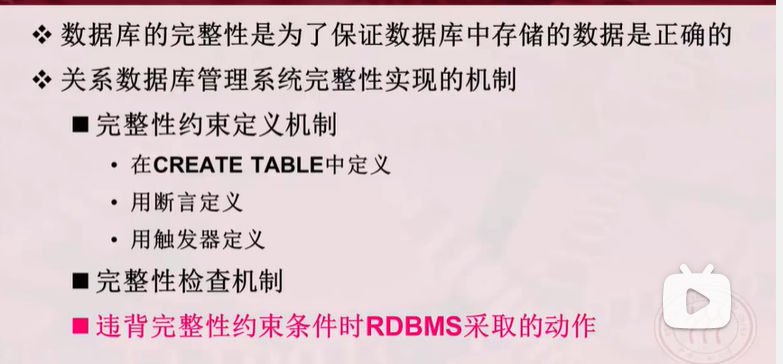 ❖ 数据库的完整性是为了保证数据库中存储的数据是正确的
❖ 关系数据库管理系统完整性实现的机制
■ 完整性约束定义机制
• 在CREATE TABLE中定义
• 用断言定义
• 用触发器定义
■ 完整性检查机制
■ 违背完整性约束条件时RDBMS采取的动作